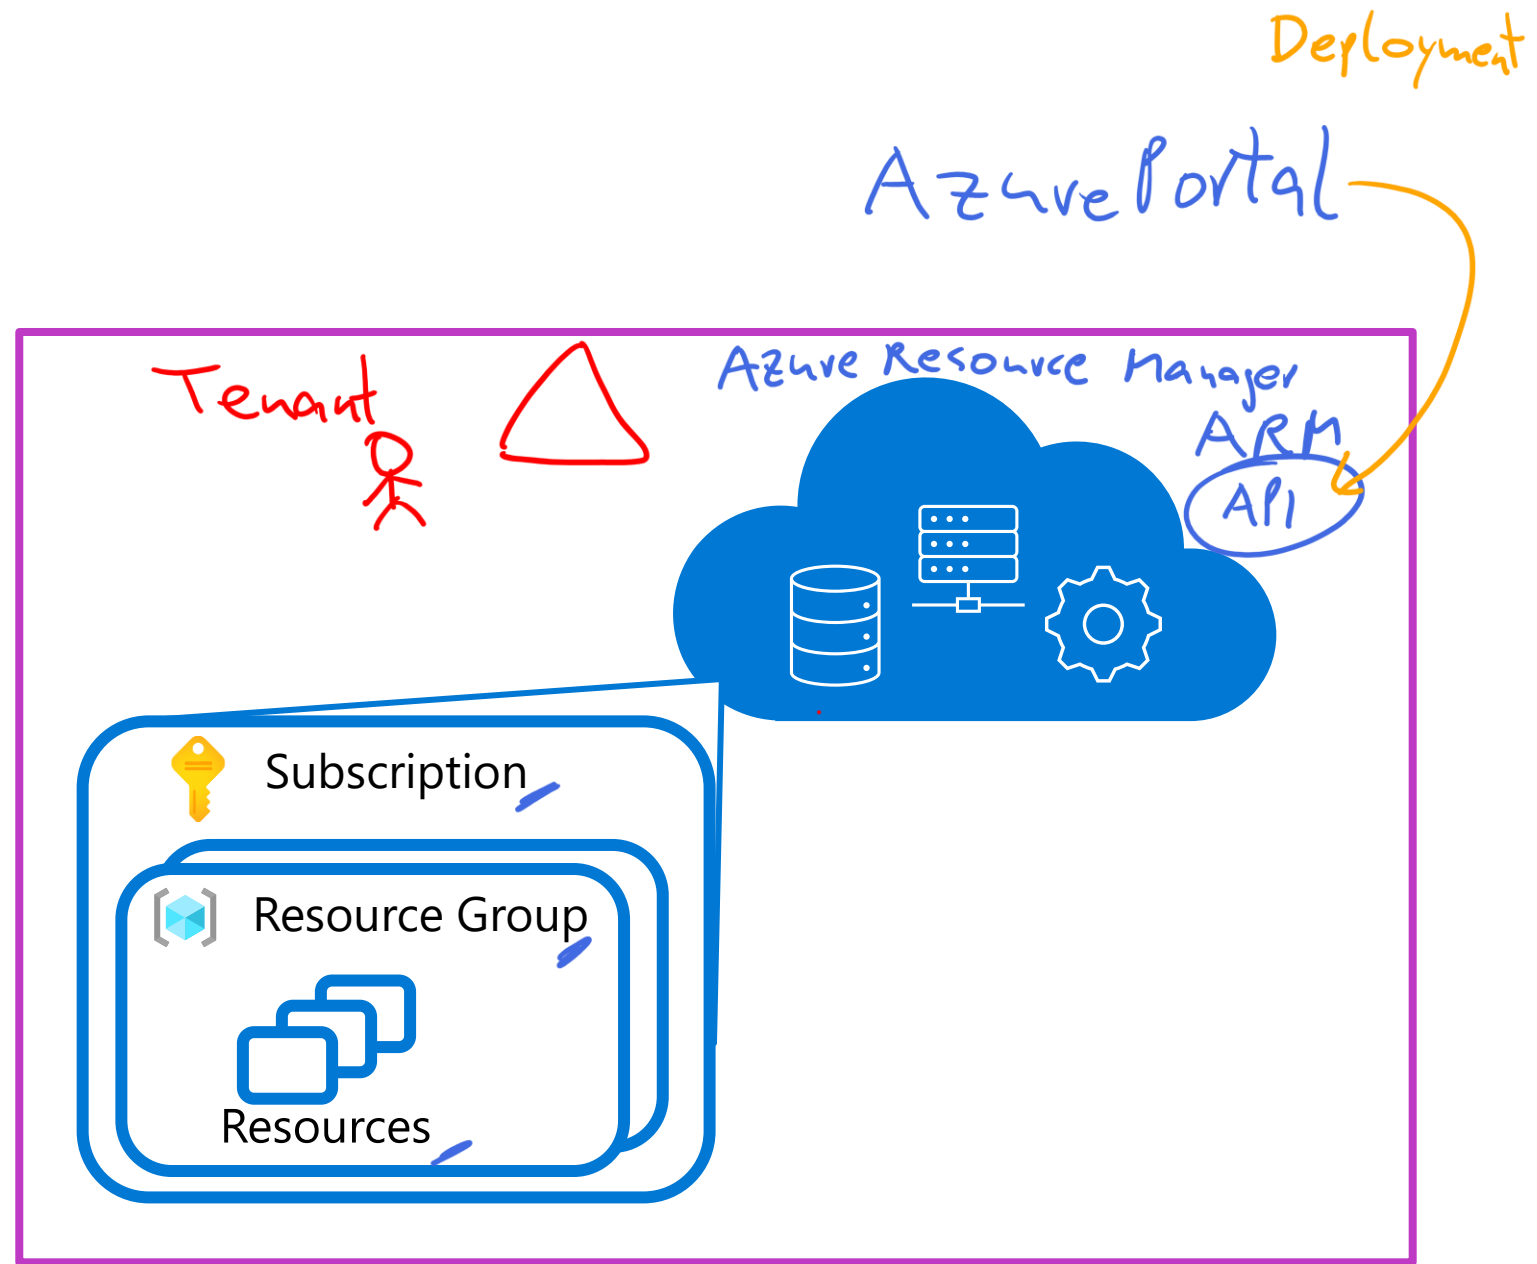 Deployment
Azure Portal
Tenant
Azure Resource Manager
ARM
API
Subscription
Resource Group
Resources